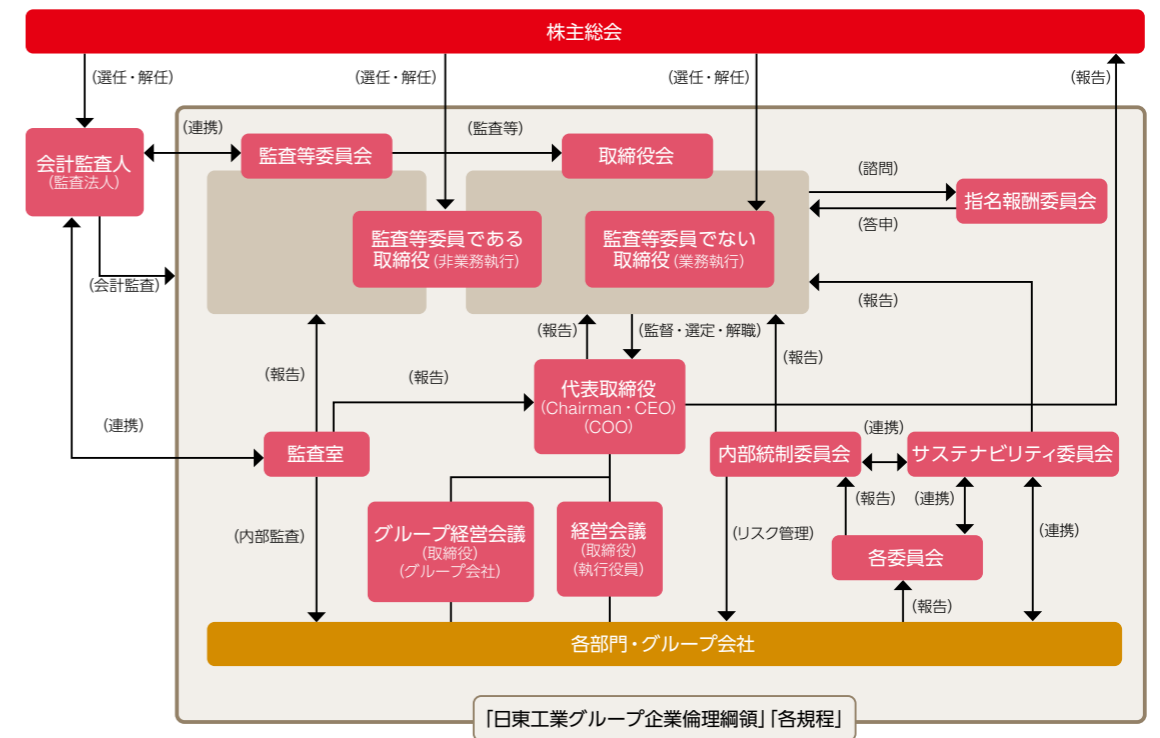 株主総会
(選任・解任)
(選任・解任)
(選任・解任)
(報告)
会計監査人
(監査法人)
(連携)
監査等委員会
(監査等)
取締役会
(諮問)
指名報酬委員会
(答申)
監査等委員である
取締役(非業務執行)
監査等委員でない
取締役(業務執行)
(会計監査)
(報告)
(報告)
(監督・選定・解職)
(報告)
(報告)
(報告)
代表取締役
(Chairman・CEO)
(COO)
(連携)
監査室
内部統制委員会
(連携)
サステナビリティ委員会
(内部監査)
グループ経営会議
(取締役)
(グループ会社)
経営会議
(取締役)
(執行役員)
(リスク管理)
(報告)
(連携)
(連携)
各委員会
(報告)
各部門・グループ会社
「日東工業グループ企業倫理綱領」「各規程」